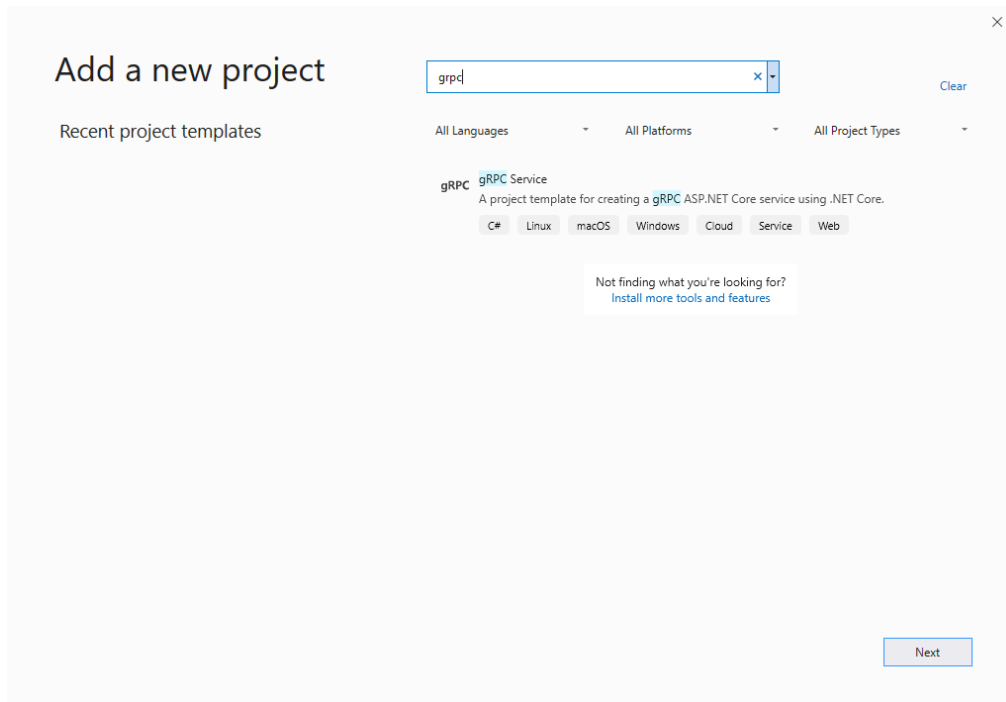 Add a new project
grpc
Clear
Recent project templates
All Languages
All Platforms
All Project Types
gRPC
gRPC Service
A project template for creating a gRPC ASP.NET Core service using .NET Core.
C# Linux macOS Windows Cloud Service Web
Not finding what you're looking for?
Install more tools and features
Next